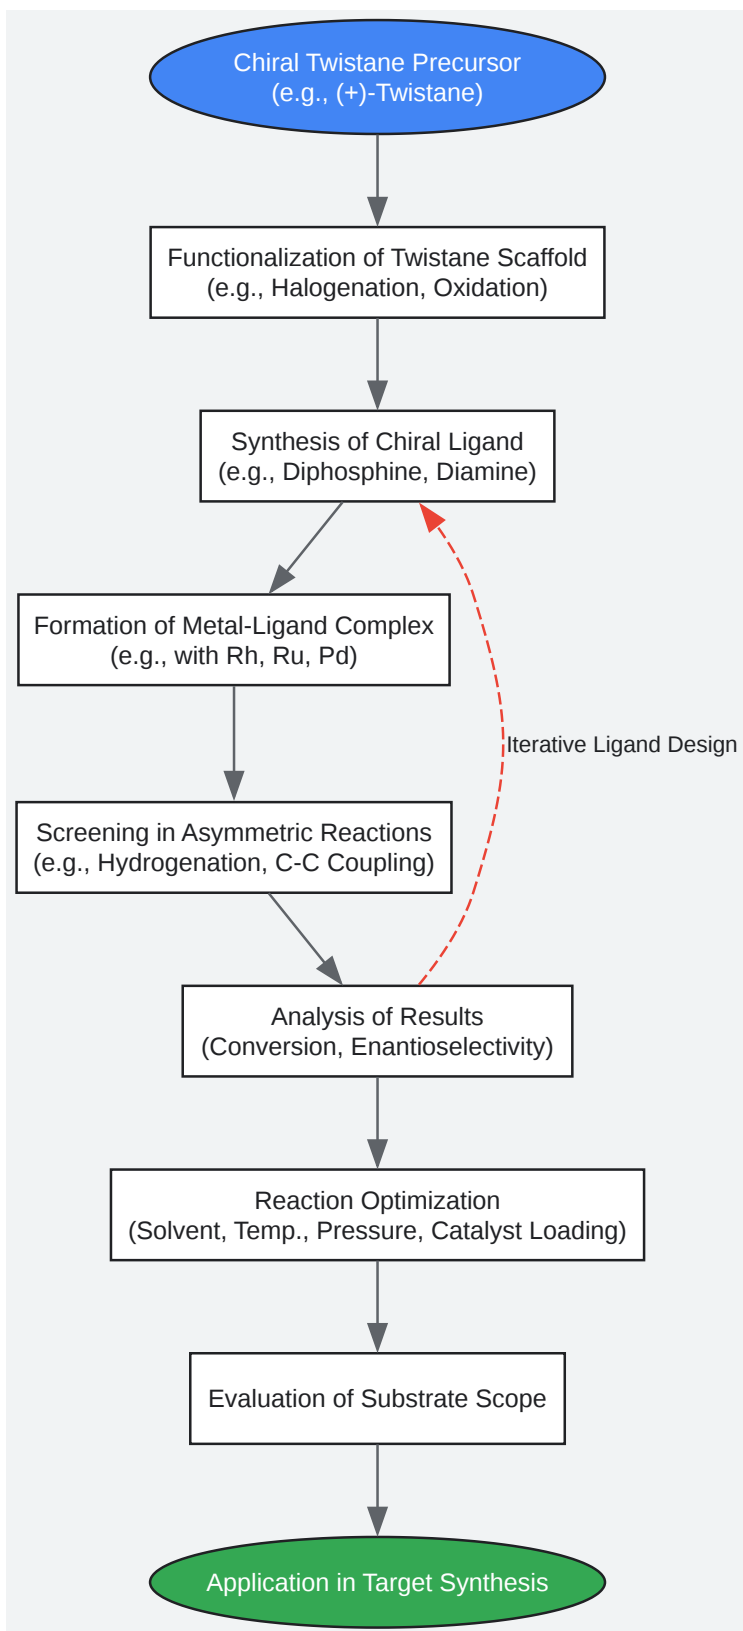 Chiral Twistane Precursor
(e.g., (+)-Twistane)
Functionalization of Twistane Scaffold
(e.g., Halogenation, Oxidation)
Synthesis of Chiral Ligand
(e.g., Diphosphine, Diamine)
Formation of Metal-Ligand Complex
(e.g., with Rh, Ru, Pd)
Iterative Ligand Design
Screening in Asymmetric Reactions
(e.g., Hydrogenation, C-C Coupling)
Analysis of Results
(Conversion, Enantioselectivity)
Reaction Optimization
(Solvent, Temp., Pressure, Catalyst Loading)
Evaluation of Substrate Scope
Application in Target Synthesis